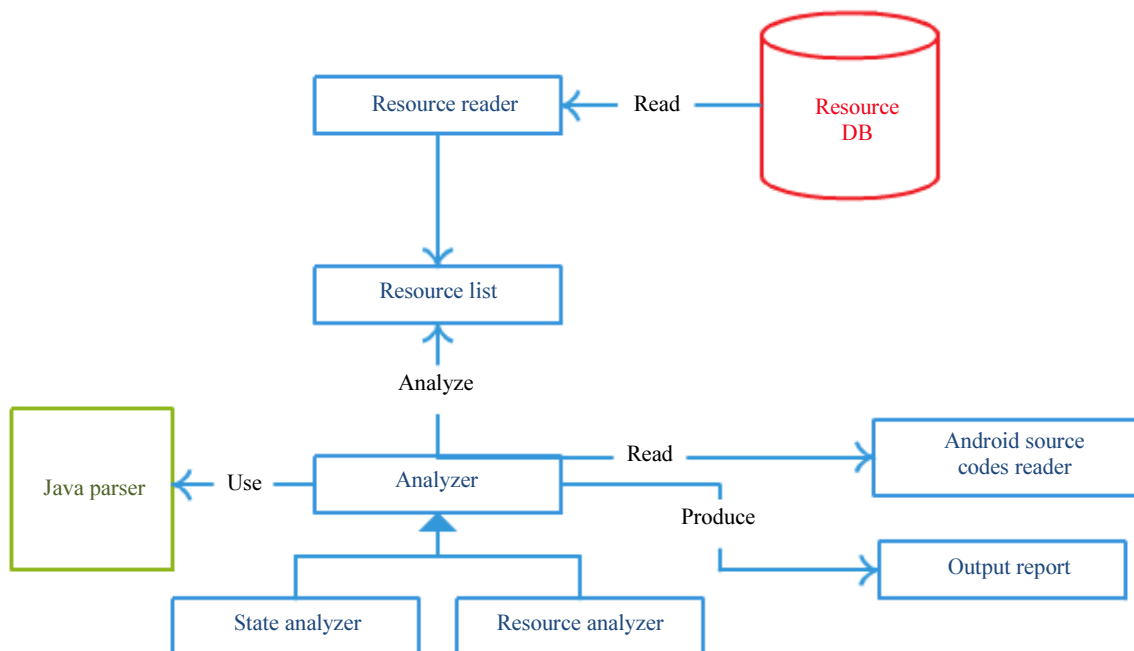 Resource reader
Read
Resource
DB
Resource list
Analyze
Java parser
Use
Analyzer
Read
Android source
codes reader
Produce
Output report
State analyzer
Resource analyzer